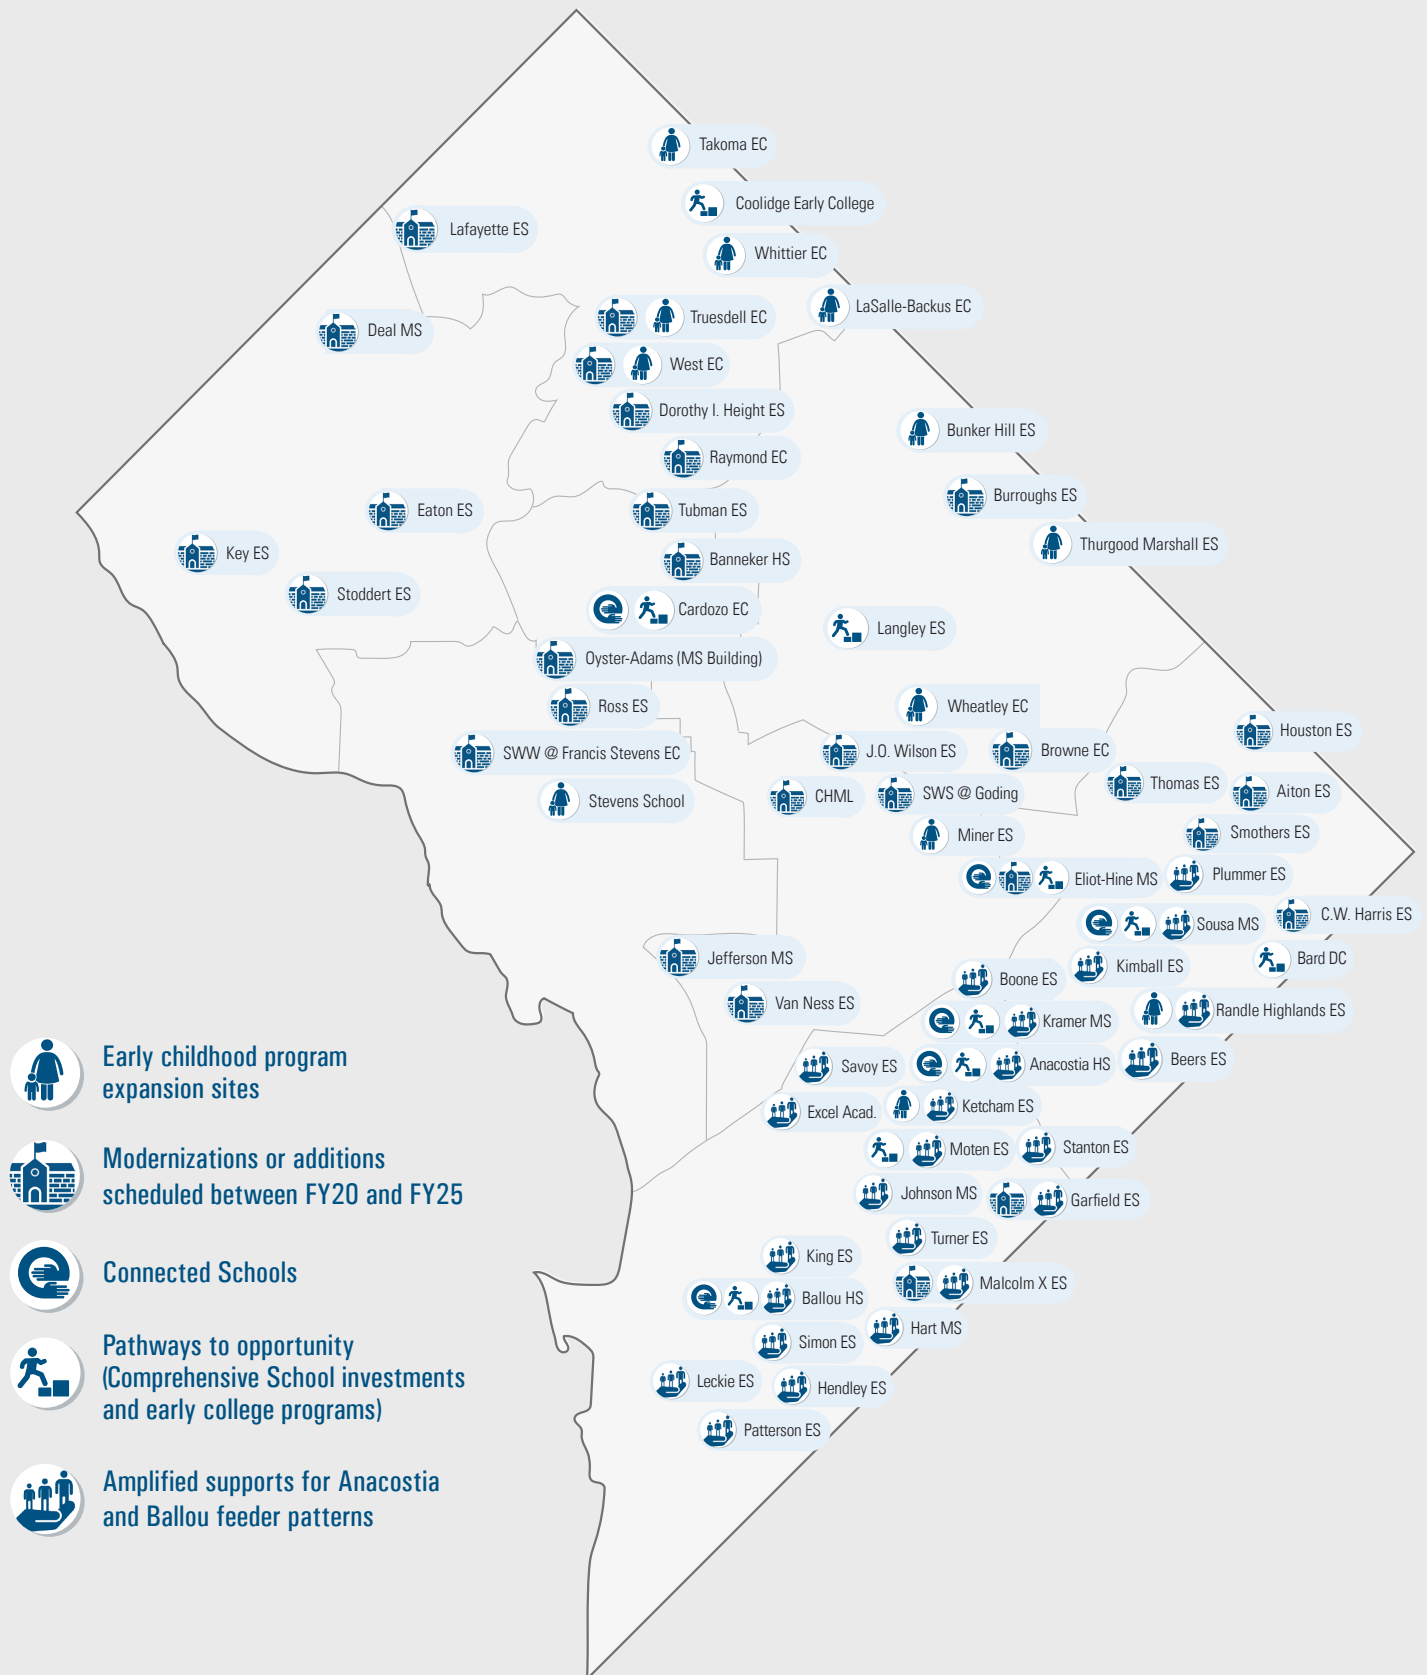 Takoma EC
Coolidge Early College
Lafayette ES
Whittier EC
LaSalle-Backus EC
Truesdell EC
Deal MS
West EC
Dorothy I. Height ES
Bunker Hill ES
Raymond EC
Burroughs ES
Eaton ES
Tubman ES
Thurgood Marshall ES
Key ES
Banneker HS
Stoddert ES
Cardozo EC
Langley ES
Oyster-Adams (MS Building)
Ross ES
Wheatley EC
Houston ES
SWW @ Francis Stevens EC
J.O. Wilson ES
Browne EC
Thomas ES
Aiton ES
Stevens School
CHML
SWS @ Goding
Smothers ES
Miner ES
Eliot-Hine MS
Plummer ES
C.W. Harris ES
Sousa MS
Jefferson MS
Bard DC
Kimball ES
Boone ES
Van Ness ES
Randle Highlands ES
Kramer MS
Savoy ES
Anacostia HS
Beers ES
Excel Acad.
Ketcham ES
Moten ES
Stanton ES
Johnson MS
Garfield ES
Turner ES
King ES
Malcolm X ES
Ballou HS
Hart MS
Simon ES
Leckie ES
Hendley ES
Patterson ES
Early childhood program
expansion sites
Modernizations or additions
scheduled between FY20 and FY25
Connected Schools
Pathways to opportunity
(Comprehensive School investments
and early college programs)
Amplified supports for Anacostia
and Ballou feeder patterns